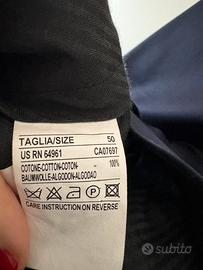 TAGLIA/SIZE 50
US RN 64961 CA07697
COTONE-COTTON-COTON- 100%
BAUMWOLLE-ALGODON-ALGODAO
CARE INSTRUCTION ON REVERSE
subito